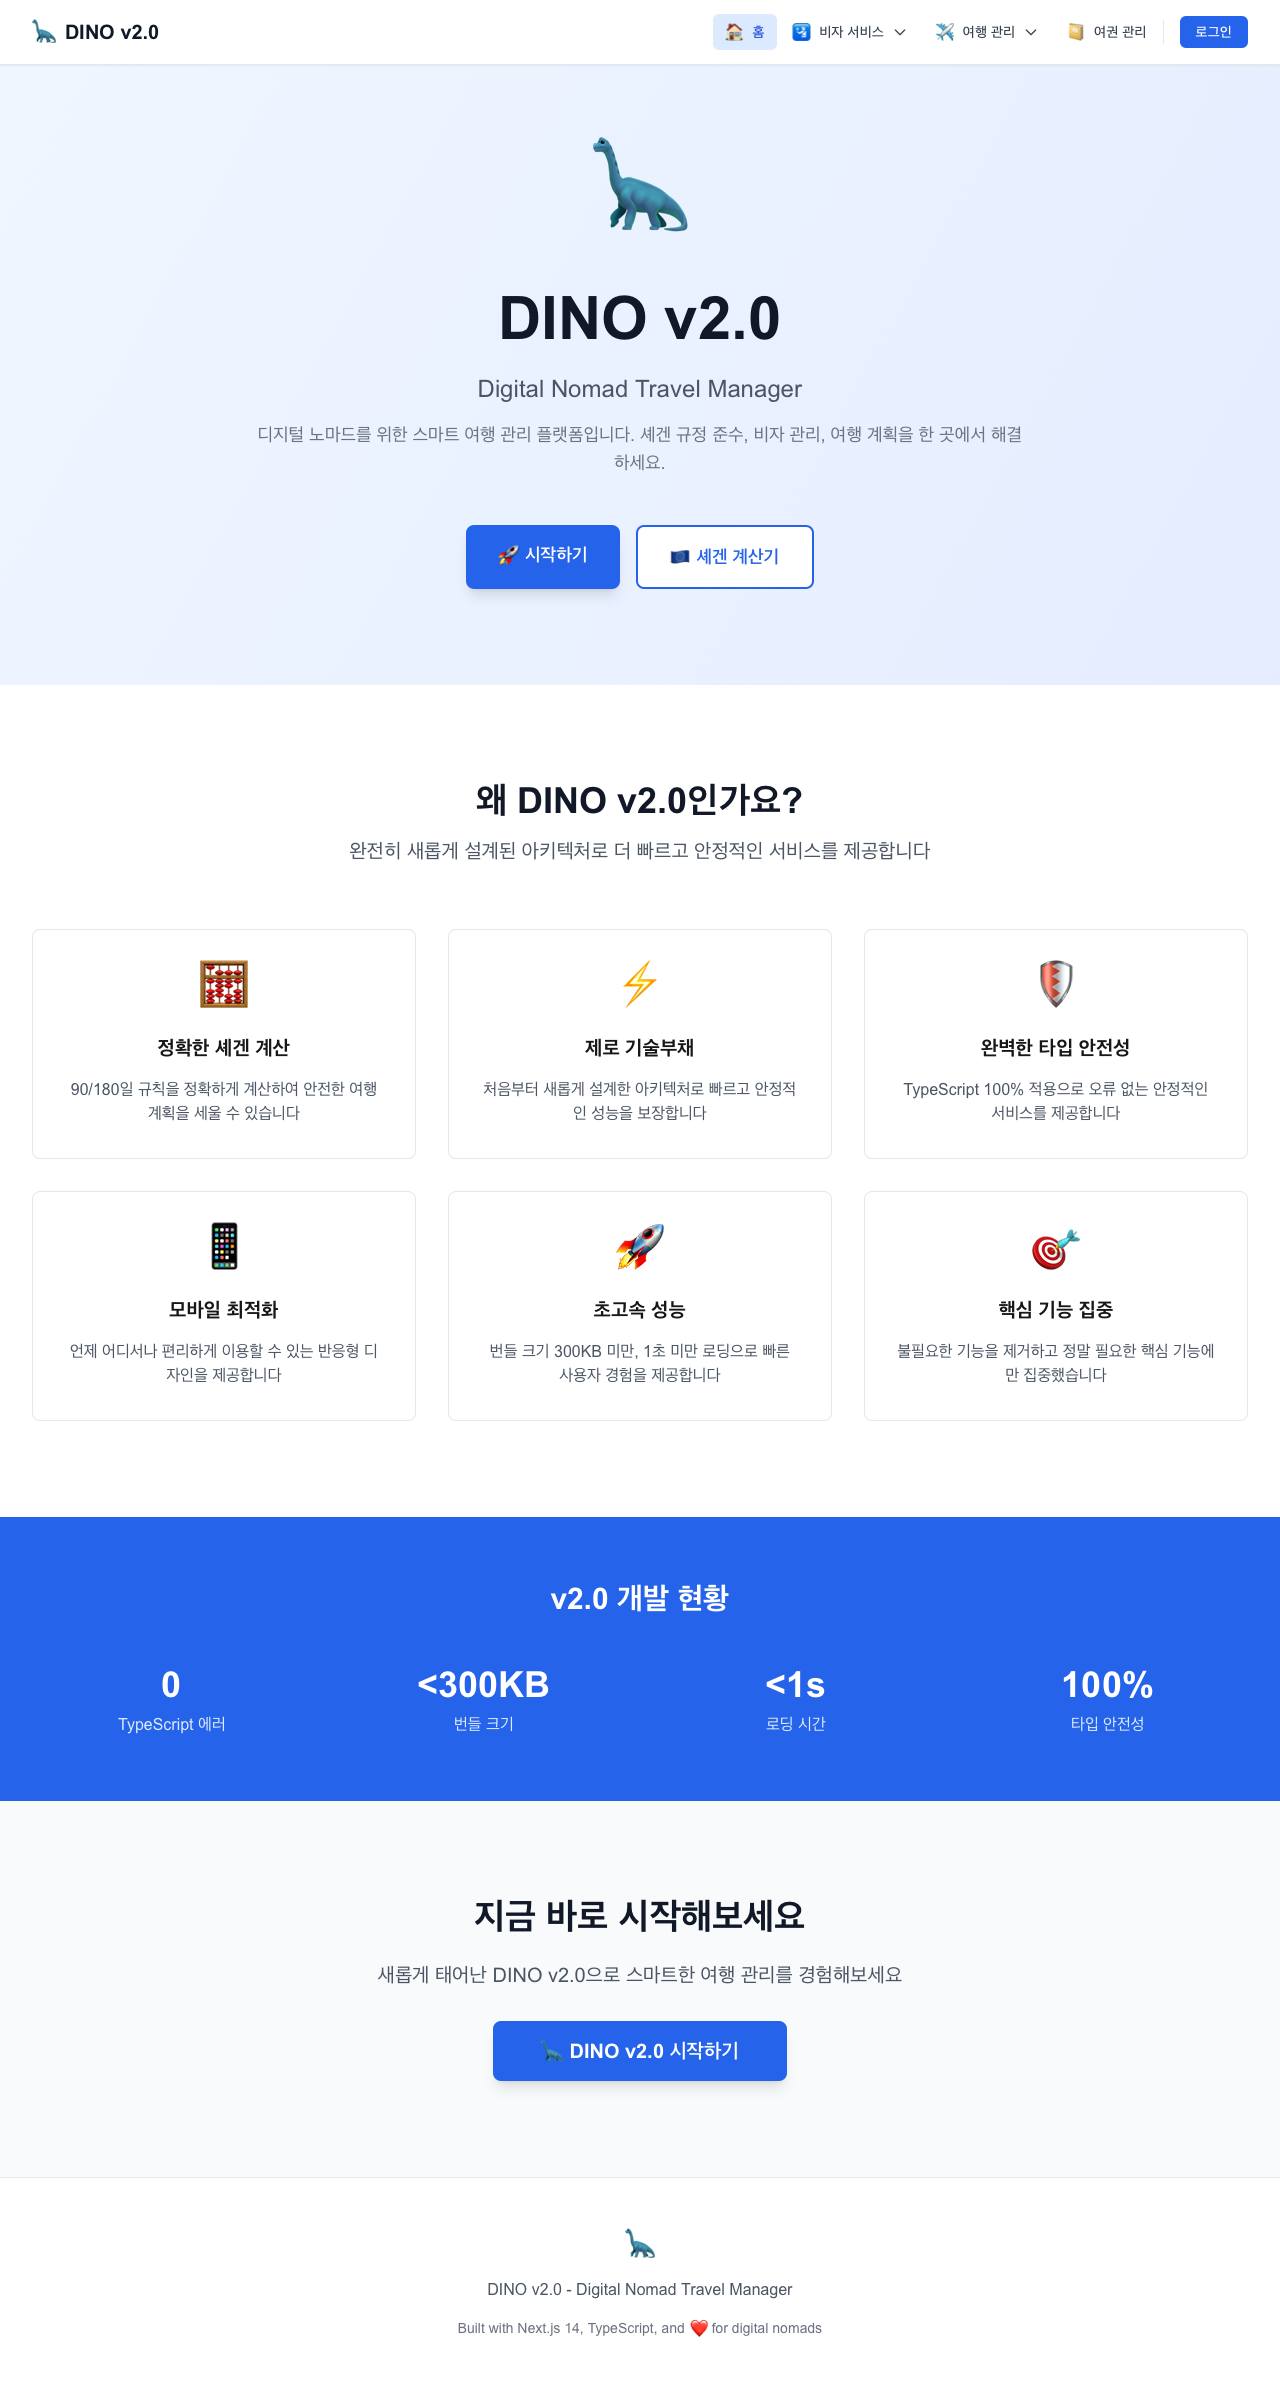 🦕 DINO v2.0
🏠 홈
🛂 비자 서비스
✈️ 여행 관리
📔 여권 관리
로그인
DINO v2.0
Digital Nomad Travel Manager
디지털 노마드를 위한 스마트 여행 관리 플랫폼입니다. 셰겐 규정 준수, 비자 관리, 여행 계획을 한 곳에서 해결
하세요.
🚀 시작하기
🇪🇺 셰겐 계산기
왜 DINO v2.0인가요?
완전히 새롭게 설계된 아키텍처로 더 빠르고 안정적인 서비스를 제공합니다
정확한 셰겐 계산
90/180일 규칙을 정확하게 계산하여 안전한 여행
계획을 세울 수 있습니다
제로 기술부채
처음부터 새롭게 설계한 아키텍처로 빠르고 안정적
인 성능을 보장합니다
완벽한 타입 안전성
TypeScript 100% 적용으로 오류 없는 안정적인
서비스를 제공합니다
모바일 최적화
언제 어디서나 편리하게 이용할 수 있는 반응형 디
자인을 제공합니다
초고속 성능
번들 크기 300KB 미만, 1초 미만 로딩으로 빠른
사용자 경험을 제공합니다
핵심 기능 집중
불필요한 기능을 제거하고 정말 필요한 핵심 기능에
만 집중했습니다
v2.0 개발 현황
0
TypeScript 에러
<300KB
번들 크기
<1s
로딩 시간
100%
타입 안전성
지금 바로 시작해보세요
새롭게 태어난 DINO v2.0으로 스마트한 여행 관리를 경험해보세요
🦕 DINO v2.0 시작하기
DINO v2.0 - Digital Nomad Travel Manager
Built with Next.js 14, TypeScript, and ❤️ for digital nomads